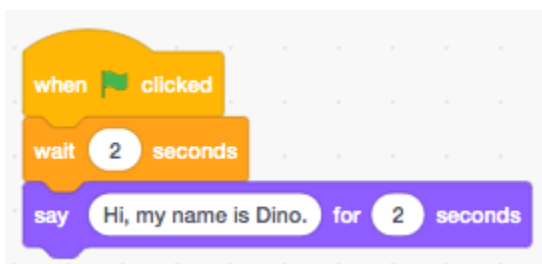 when clicked
wait 2 seconds
say Hi, my name is Dino. for 2 seconds